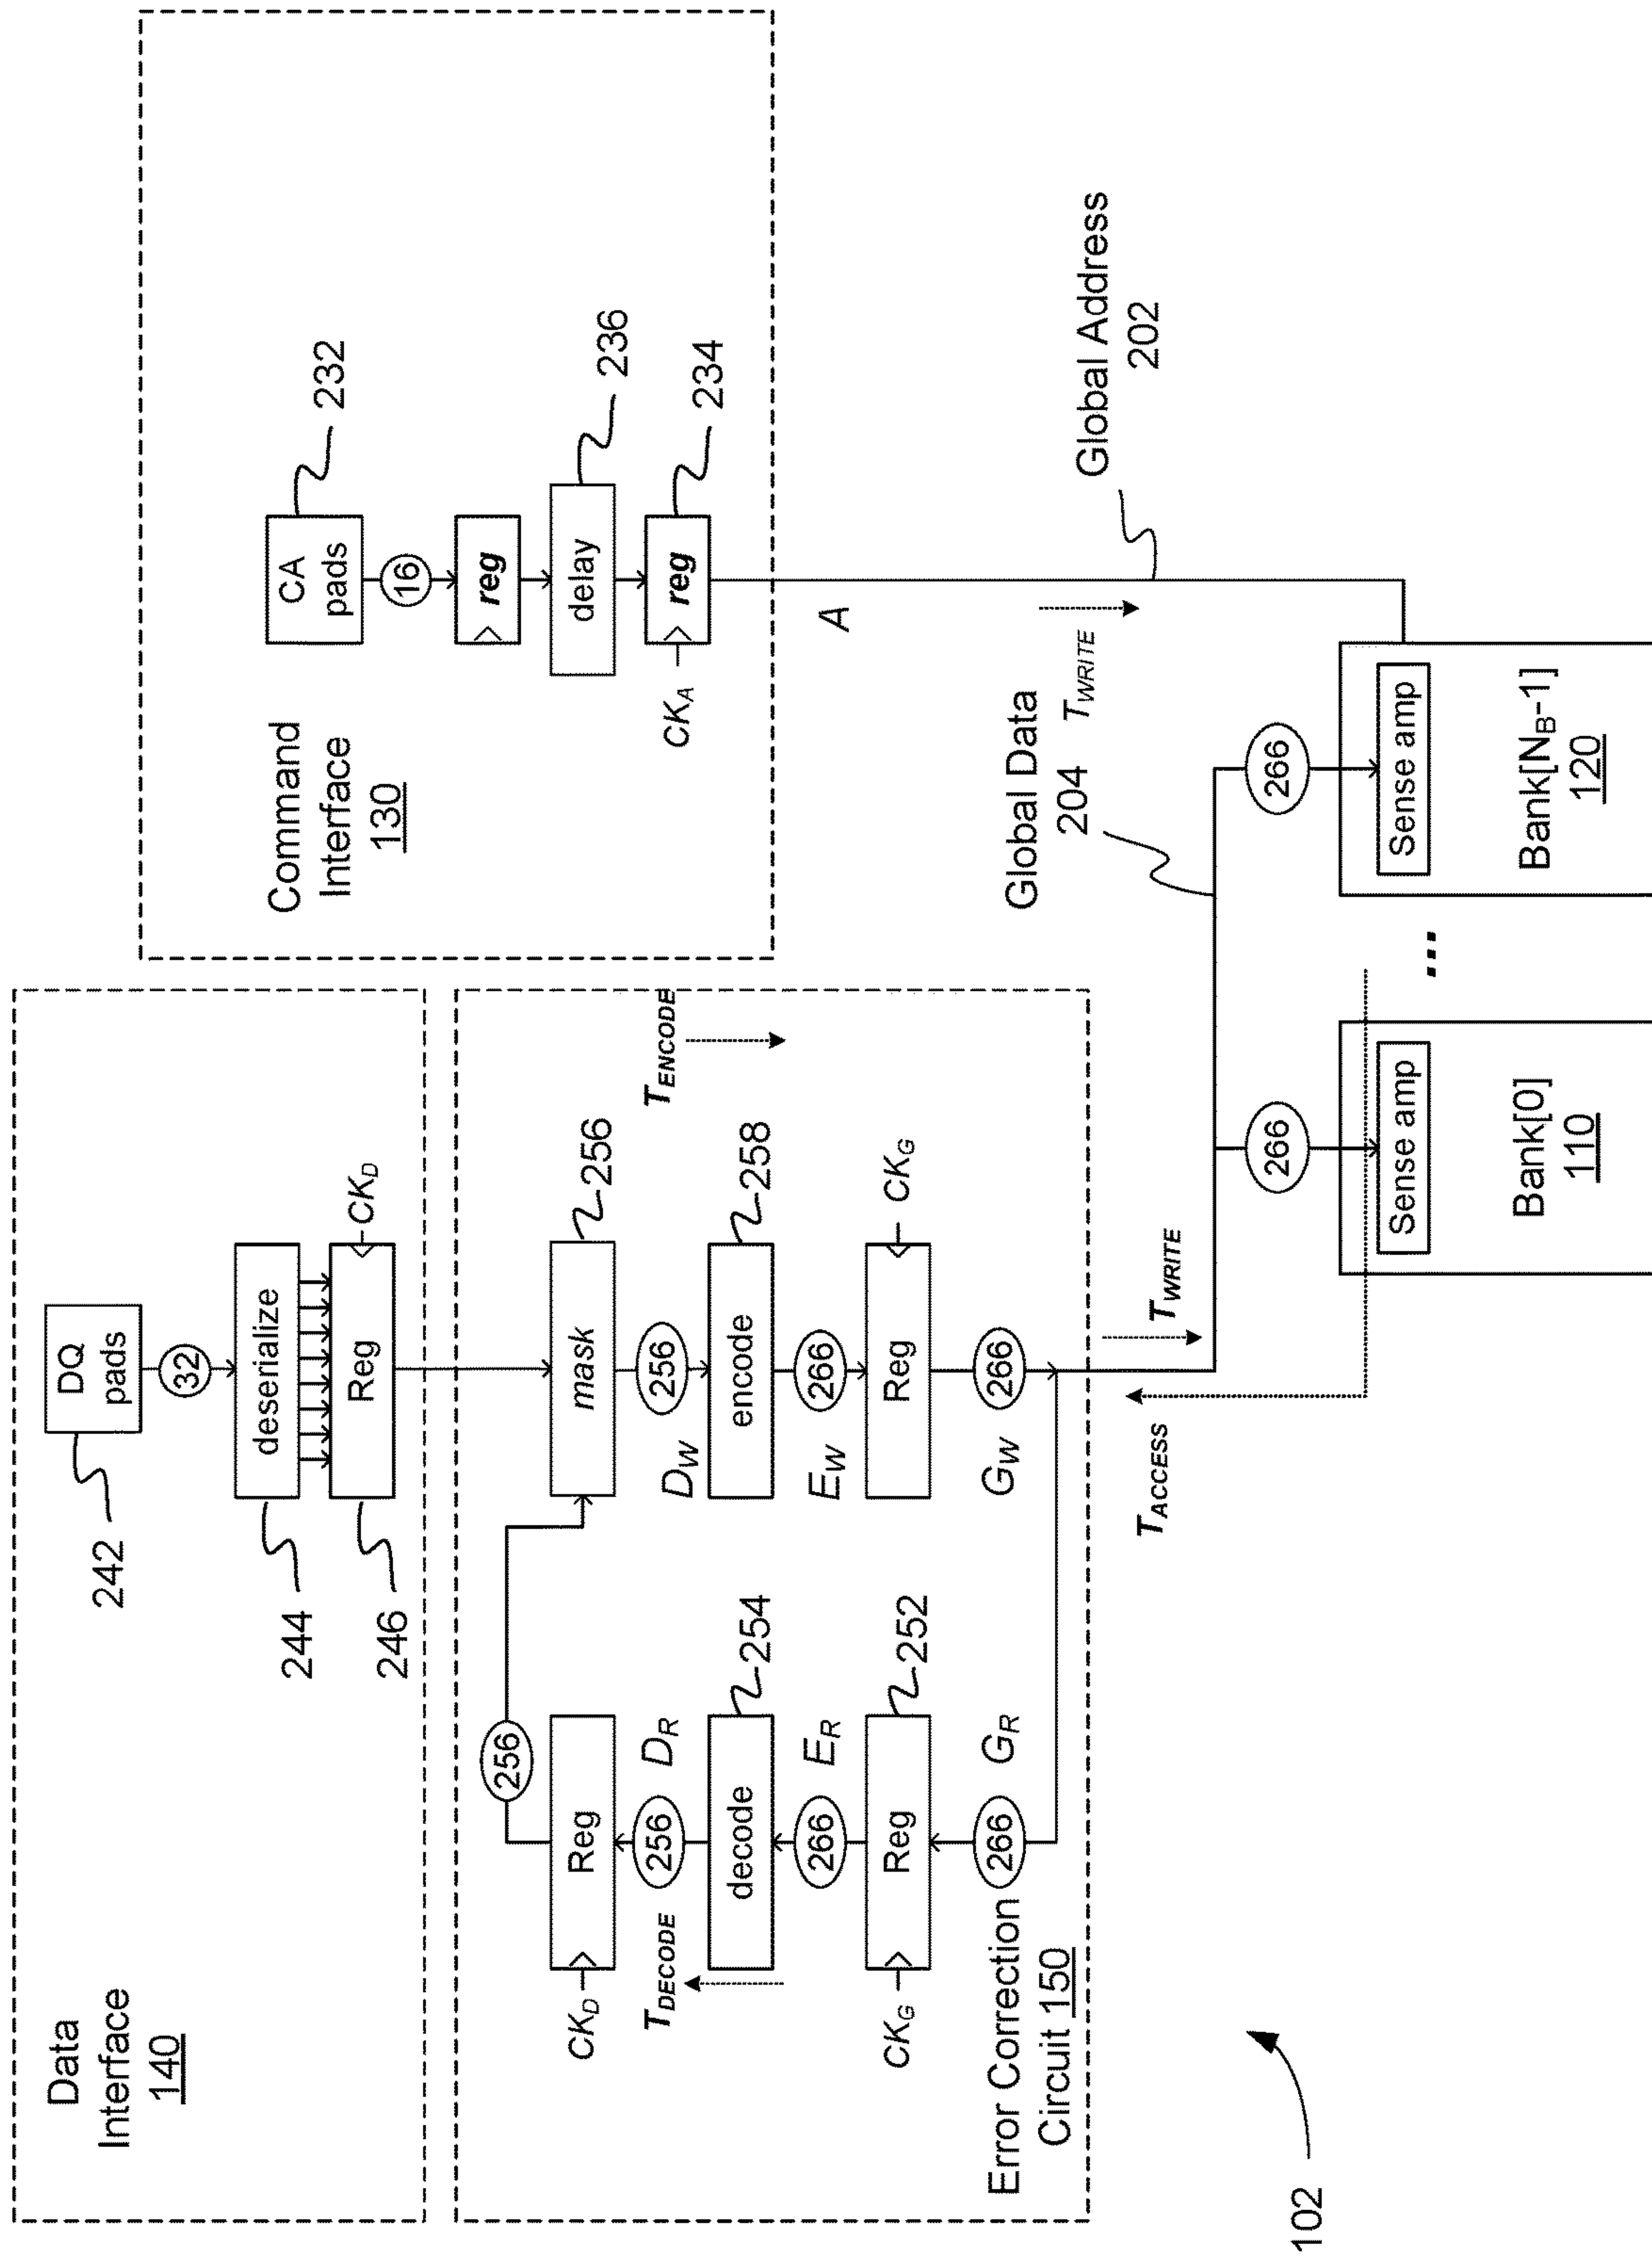 Data
Interface
140
DQ
pads
242
32
deserialize
244
Reg
246
CK_D
Command
Interface
130
CA
pads
232
16
reg
delay
236
reg
234
CK_A
A
Global Address
202
T_WRITE
256
Reg
CK_D
D_R
256
T_DECODE
decode
254
E_R
266
Reg
252
CK_G
G_R
266
Error Correction
Circuit 150
mask
256
D_W
256
encode
258
T_ENCODE
E_W
266
Reg
CK_G
G_W
266
T_WRITE
T_ACCESS
Global Data
204
266
266
Sense amp
Bank[0]
110
...
Sense amp
Bank[N_B-1]
120
102